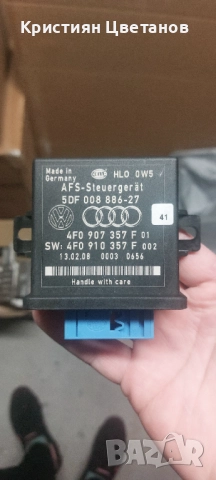 Кристиян Цветанов
Made in
Germany
HLO 0W5
AFS-Steuergerät
5DF 008 886-27
41
4F0 907 357 F 01
SW: 4F0 910 357 F 002
13.02.08 0003 0656
Handle with care
BAZAR